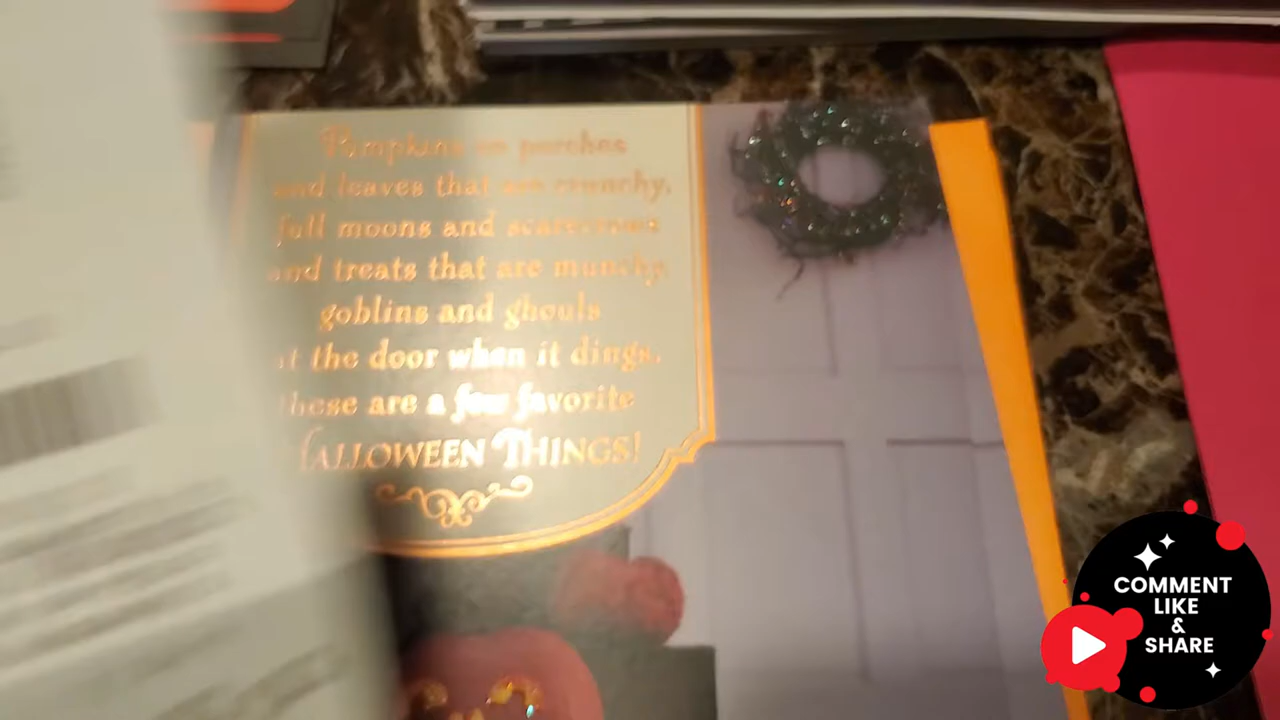 Pumpkins on porches
and leaves that are crunchy,
full moons and scarecrows
and treats that are munchy,
goblins and ghouls
at the door when it dings,
these are a few favorite
HALLOWEEN THINGS!
COMMENT
LIKE
&
SHARE